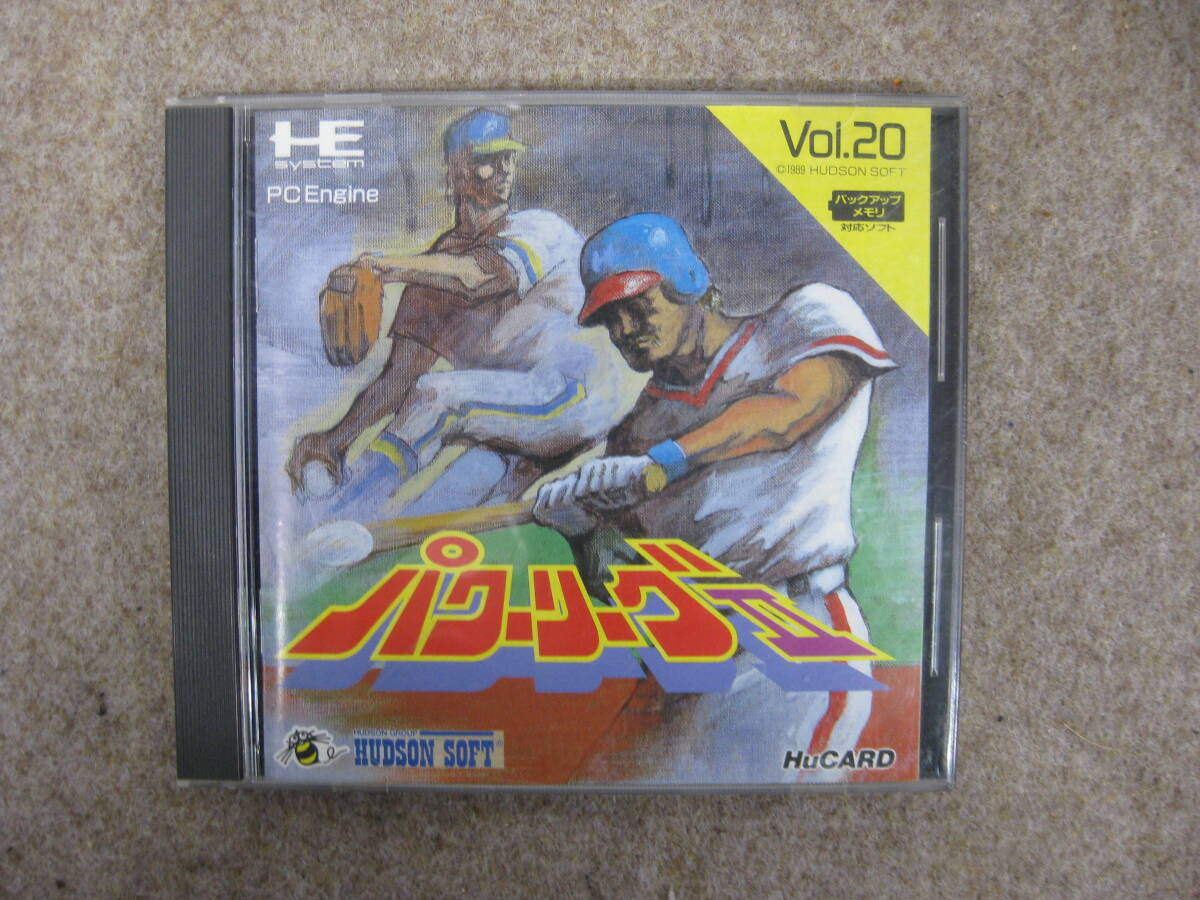 HE
system
PC Engine
Vol.20
©1989 HUDSON SOFT
バックアップ
メモリ
対応ソフト
パワーリーグII
HUDSON GROUP
HUDSON SOFT®
HuCARD